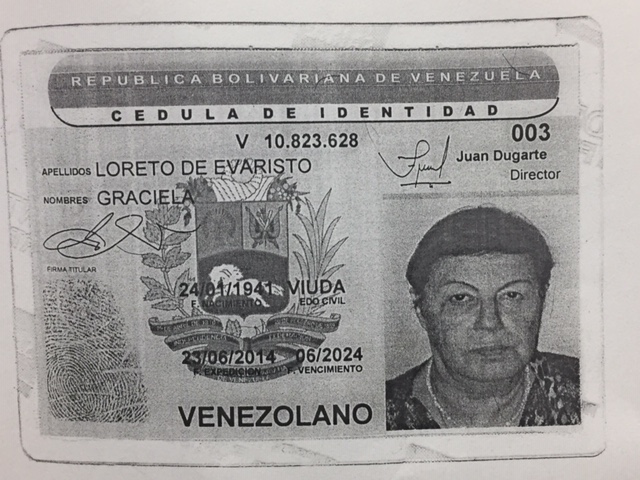 REPUBLICA BOLIVARIANA DE VENEZUELA
CEDULA DE IDENTIDAD
V 10.823.628
003
APELLIDOS LORETO DE EVARISTO
Juan Dugarte
Director
NOMBRES GRACIELA
FIRMA TITULAR
24/01/1941 VIUDA
F. NACIMIENTO EDO CIVIL
23/06/2014 06/2024
F. EXPEDICION F. VENCIMIENTO
VENEZOLANO